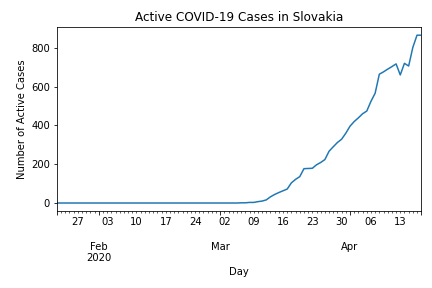 Active COVID-19 Cases in Slovakia
Number of Active Cases
800
600
400
200
0
27 03 10 17 24 02 09 16 23 30 06 13
Feb Mar Apr
2020
Day